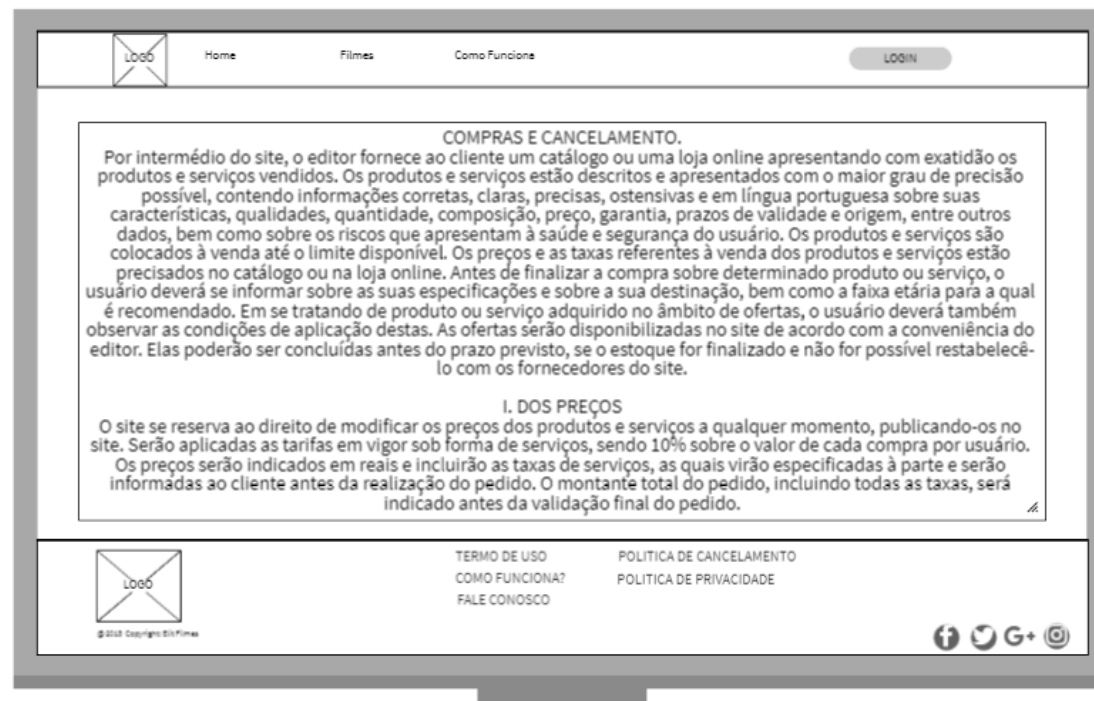 LOGO Home Filmes Como Funciona LOGIN
COMPRAS E CANCELAMENTO.
Por intermédio do site, o editor fornece ao cliente um catálogo ou uma loja online apresentando com exatidão os
produtos e serviços vendidos. Os produtos e serviços estão descritos e apresentados com o maior grau de precisão
possível, contendo informações corretas, claras, precisas, ostensivas e em língua portuguesa sobre suas
características, qualidades, quantidade, composição, preço, garantia, prazos de validade e origem, entre outros
dados, bem como sobre os riscos que apresentam à saúde e segurança do usuário. Os produtos e serviços são
colocados à venda até o limite disponível. Os preços e as taxas referentes à venda dos produtos e serviços estão
precisados no catálogo ou na loja online. Antes de finalizar a compra sobre determinado produto ou serviço, o
usuário deverá se informar sobre as suas especificações e sobre a sua destinação, bem como a faixa etária para a qual
é recomendado. Em se tratando de produto ou serviço adquirido no âmbito de ofertas, o usuário deverá também
observar as condições de aplicação destas. As ofertas serão disponibilizadas no site de acordo com a conveniência do
editor. Elas poderão ser concluídas antes do prazo previsto, se o estoque for finalizado e não for possível restabelecê-
lo com os fornecedores do site.
I. DOS PREÇOS
O site se reserva ao direito de modificar os preços dos produtos e serviços a qualquer momento, publicando-os no
site. Serão aplicadas as tarifas em vigor sob forma de serviços, sendo 10% sobre o valor de cada compra por usuário.
Os preços serão indicados em reais e incluirão as taxas de serviços, as quais virão especificadas à parte e serão
informadas ao cliente antes da realização do pedido. O montante total do pedido, incluindo todas as taxas, será
indicado antes da validação final do pedido.
LOGO
TERMO DE USO POLITICA DE CANCELAMENTO
COMO FUNCIONA? POLITICA DE PRIVACIDADE
FALE CONOSCO
Copyright Filmes
G+